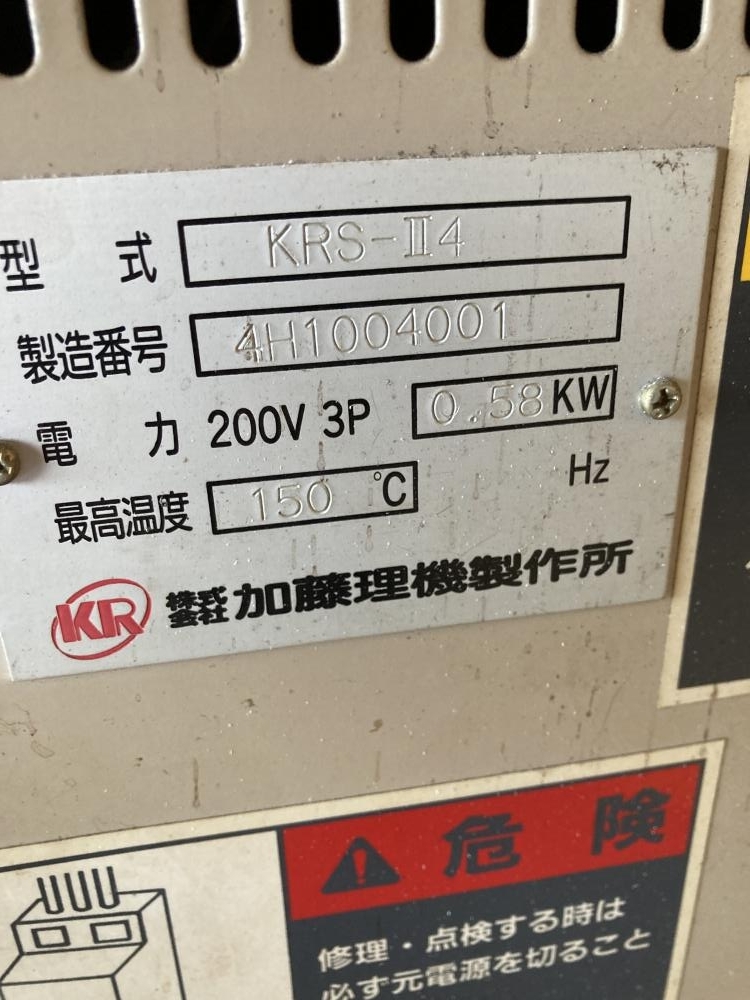 型式 KRS-Ⅱ4
製造番号 4H1004001
電力 200V 3P 0.58KW
Hz
最高温度 150 ℃
KR 株式会社 加藤理機製作所
危険
修理・点検する時は
必ず元電源を切ること